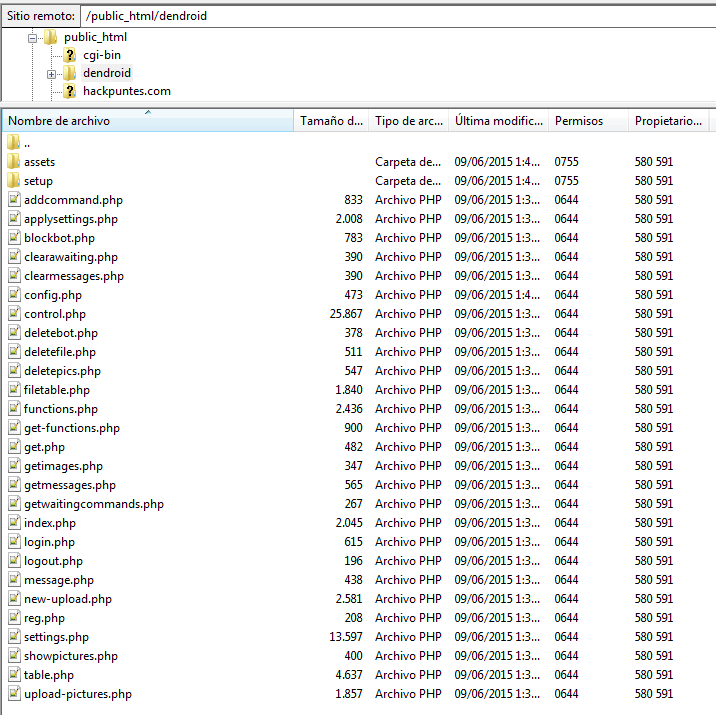 Sitio remoto: /public_html/dendroid
public_html
? cgi-bin
dendroid
? hackpuntes.com
Nombre de archivo Tamaño d... Tipo de arc... Última modific... Permisos Propietario...
..
assets Carpeta de... 09/06/2015 1:4... 0755 580 591
setup Carpeta de... 09/06/2015 1:4... 0755 580 591
addcommand.php 833 Archivo PHP 09/06/2015 1:3... 0644 580 591
applysettings.php 2.008 Archivo PHP 09/06/2015 1:3... 0644 580 591
blockbot.php 783 Archivo PHP 09/06/2015 1:3... 0644 580 591
clearawaiting.php 390 Archivo PHP 09/06/2015 1:3... 0644 580 591
clearmessages.php 390 Archivo PHP 09/06/2015 1:3... 0644 580 591
config.php 473 Archivo PHP 09/06/2015 1:4... 0644 580 591
control.php 25.867 Archivo PHP 09/06/2015 1:3... 0644 580 591
deletebot.php 378 Archivo PHP 09/06/2015 1:3... 0644 580 591
deletefile.php 511 Archivo PHP 09/06/2015 1:3... 0644 580 591
deletepics.php 547 Archivo PHP 09/06/2015 1:3... 0644 580 591
filetable.php 1.840 Archivo PHP 09/06/2015 1:3... 0644 580 591
functions.php 2.436 Archivo PHP 09/06/2015 1:3... 0644 580 591
get-functions.php 900 Archivo PHP 09/06/2015 1:3... 0644 580 591
get.php 482 Archivo PHP 09/06/2015 1:3... 0644 580 591
getimages.php 347 Archivo PHP 09/06/2015 1:3... 0644 580 591
getmessages.php 565 Archivo PHP 09/06/2015 1:3... 0644 580 591
getwaitingcommands.php 267 Archivo PHP 09/06/2015 1:3... 0644 580 591
index.php 2.045 Archivo PHP 09/06/2015 1:3... 0644 580 591
login.php 615 Archivo PHP 09/06/2015 1:3... 0644 580 591
logout.php 196 Archivo PHP 09/06/2015 1:3... 0644 580 591
message.php 438 Archivo PHP 09/06/2015 1:3... 0644 580 591
new-upload.php 2.581 Archivo PHP 09/06/2015 1:3... 0644 580 591
reg.php 208 Archivo PHP 09/06/2015 1:3... 0644 580 591
settings.php 13.597 Archivo PHP 09/06/2015 1:3... 0644 580 591
showpictures.php 400 Archivo PHP 09/06/2015 1:3... 0644 580 591
table.php 4.637 Archivo PHP 09/06/2015 1:3... 0644 580 591
upload-pictures.php 1.857 Archivo PHP 09/06/2015 1:3... 0644 580 591